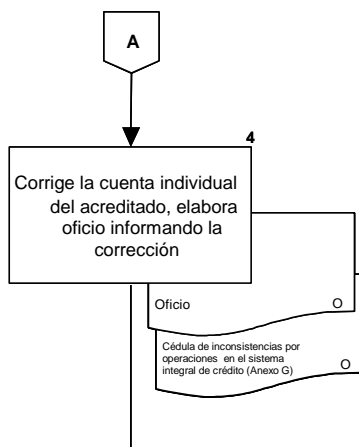 A
4
Corrige la cuenta individual
del acreditado, elabora
oficio informando la
corrección
Oficio
O
Cédula de inconsistencias por
operaciones en el sistema
integral de crédito (Anexo G)
O